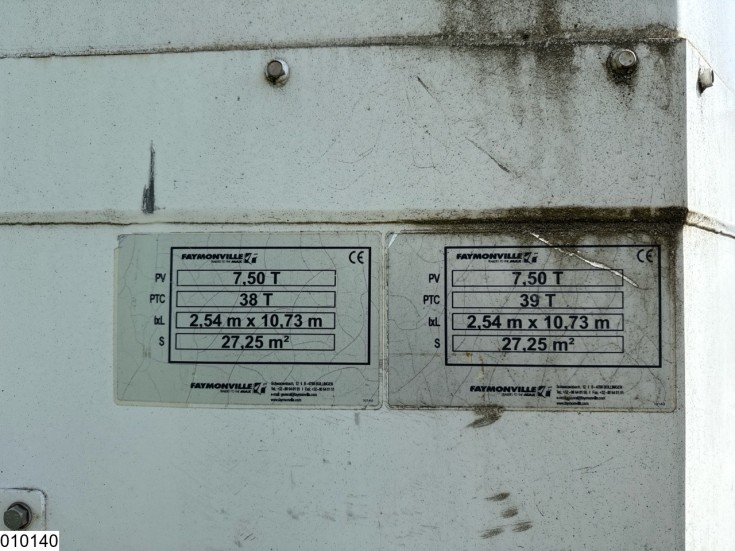 FAYMONVILLE
CE
PV 7,50 T
PTC 38 T
lxL 2,54 m x 10,73 m
S 27,25 m²
FAYMONVILLE
FAYMONVILLE
CE
PV 7,50 T
PTC 39 T
lxL 2,54 m x 10,73 m
S 27,25 m²
FAYMONVILLE
010140